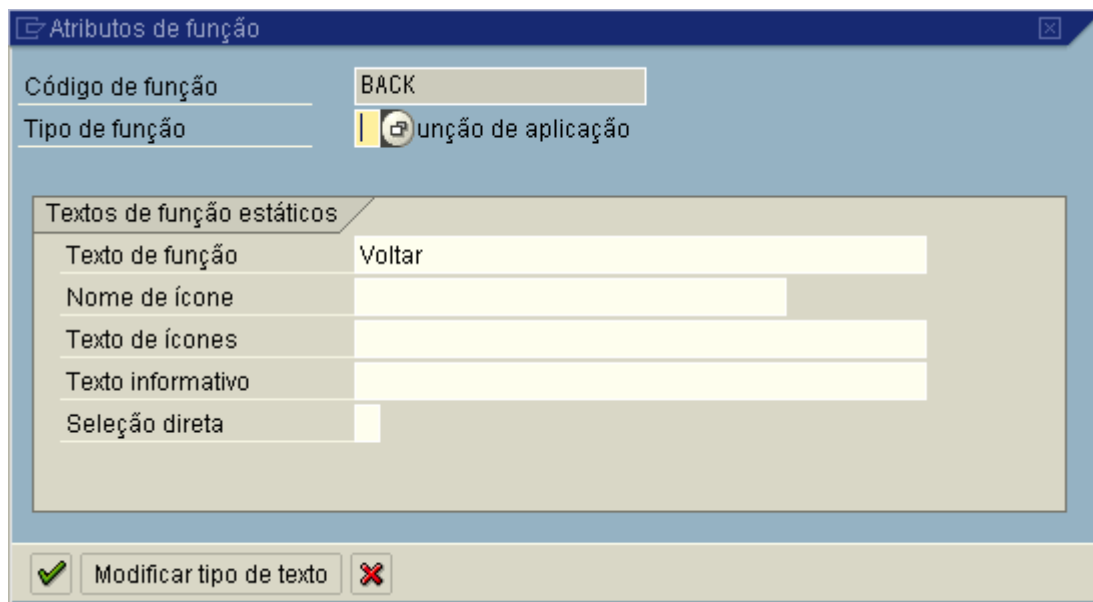 Atributos de função
Código de função BACK
Tipo de função unção de aplicação
Textos de função estáticos
Texto de função Voltar
Nome de ícone
Texto de ícones
Texto informativo
Seleção direta
Modificar tipo de texto